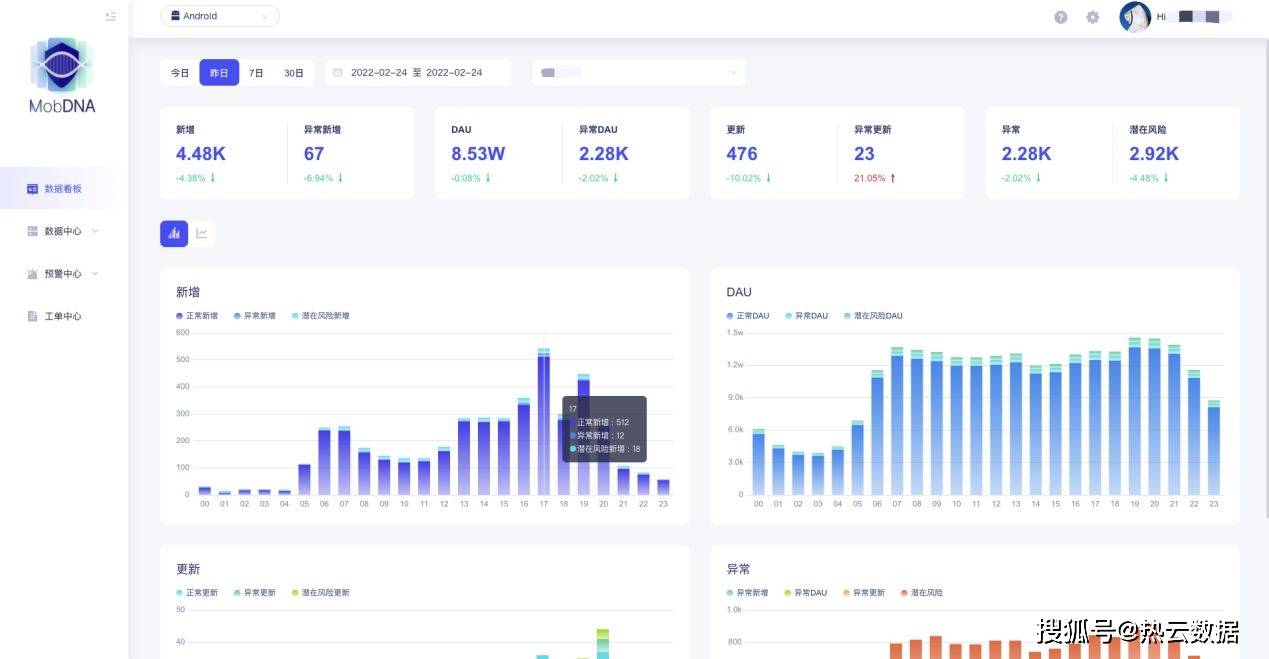 Android
Hi
MobDNA
数据看板
数据中心
预警中心
工单中心
今日 昨日 7日 30日 2022-02-24 至 2022-02-24
新增 异常新增 DAU 异常DAU 更新 异常更新 异常 潜在风险
4.48K 67 8.53W 2.28K 476 23 2.28K 2.92K
-4.38% ↓ -6.94% ↓ -0.08% ↓ -2.02% ↓ -10.02% ↓ 21.05% ↑ -2.02% ↓ -4.48% ↓
新增
正常新增 异常新增 潜在风险新增
600
500
400
300
200
100
0
00 01 02 03 04 05 06 07 08 09 10 11 12 13 14 15 16 17 18 19 20 21 22 23
17
正常新增：512
异常新增：12
潜在风险新增：18
DAU
正常DAU 异常DAU 潜在风险DAU
1.5w
1.2w
9.0k
6.0k
3.0k
0
00 01 02 03 04 05 06 07 08 09 10 11 12 13 14 15 16 17 18 19 20 21 22 23
更新
正常更新 异常更新 潜在风险更新
50
40
异常
异常新增 异常DAU 异常更新 潜在风险
1.0k
800
搜狐号@热云数据